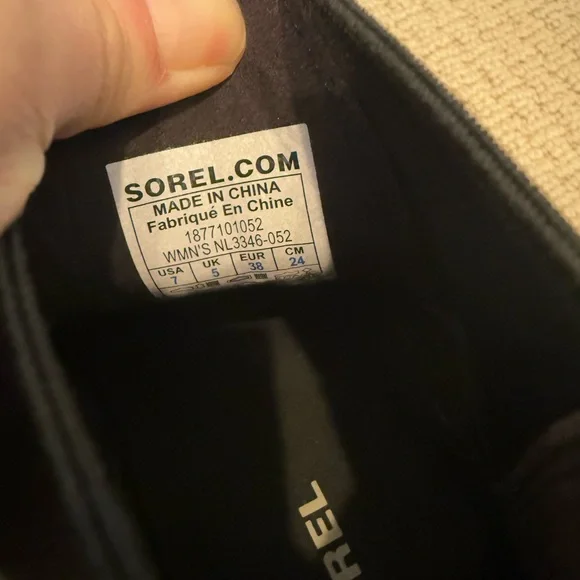 SOREL.COM
MADE IN CHINA
Fabriqué En Chine
1877101052
WMN'S NL3346-052
USA UK EUR CM
7 5 38 24
REL